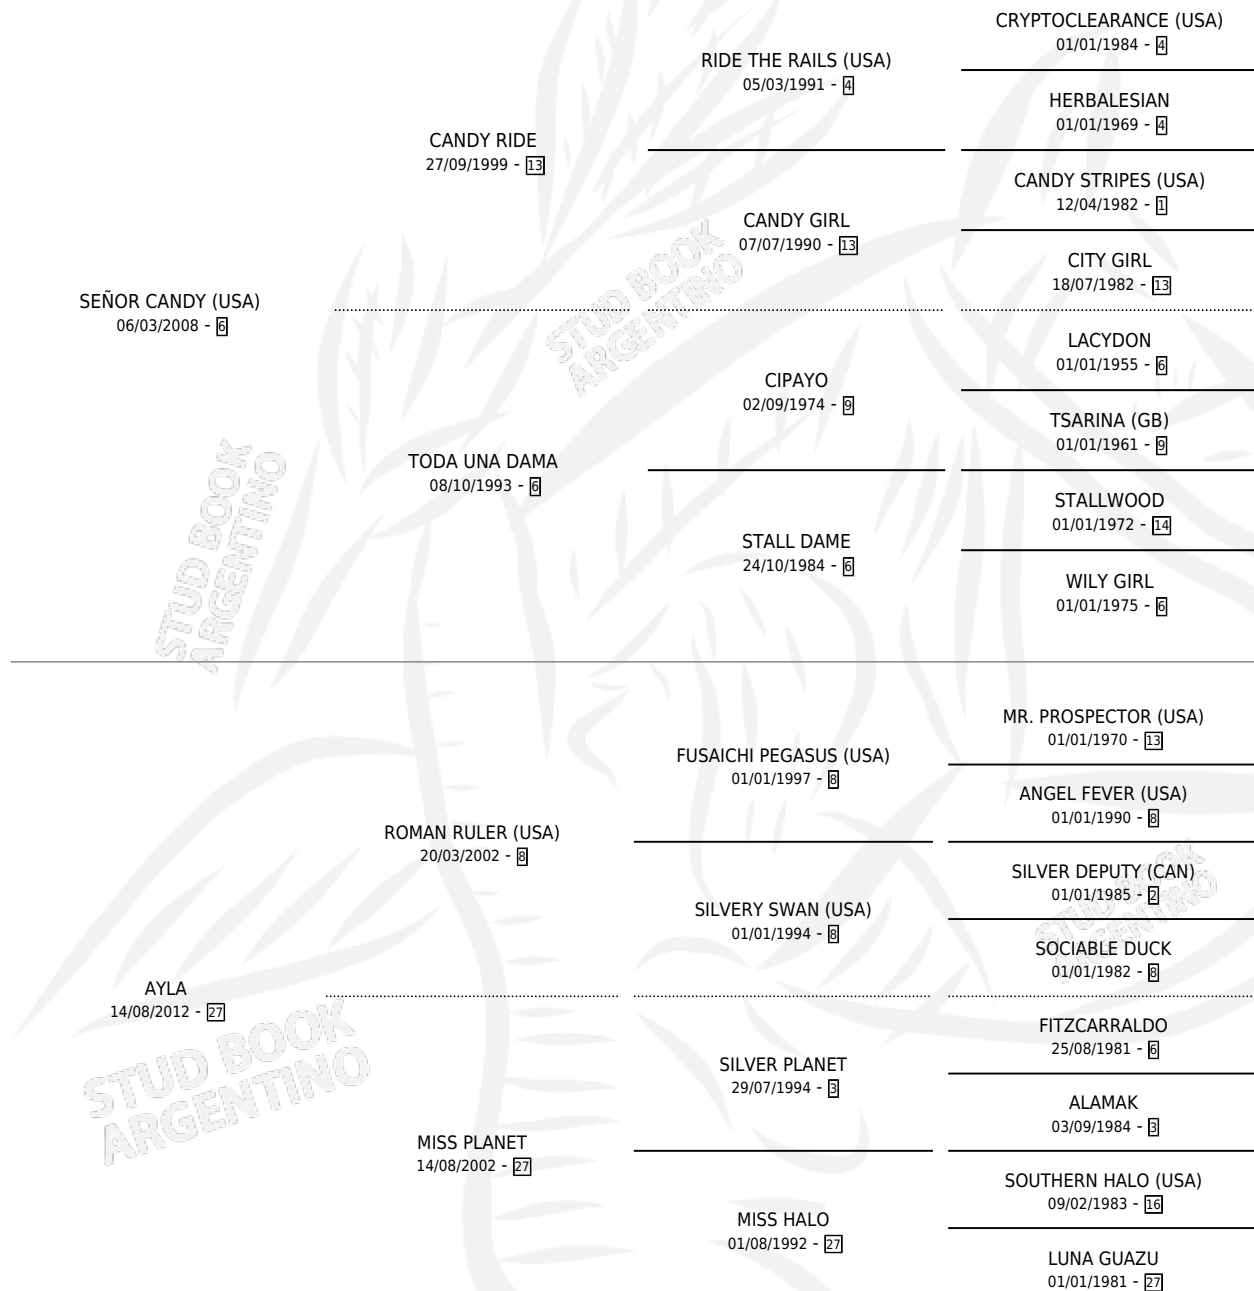 CRYPTOCLEARANCE (USA)
01/01/1984 - 4
RIDE THE RAILS (USA)
05/03/1991 - 4
HERBALESIAN
01/01/1969 - 4
CANDY RIDE
27/09/1999 - 13
CANDY STRIPES (USA)
12/04/1982 - 1
CANDY GIRL
07/07/1990 - 13
CITY GIRL
18/07/1982 - 13
SEÑOR CANDY (USA)
06/03/2008 - 6
LACYDON
01/01/1955 - 6
CIPAYO
02/09/1974 - 9
TSARINA (GB)
01/01/1961 - 9
TODA UNA DAMA
08/10/1993 - 6
STALLWOOD
01/01/1972 - 14
STALL DAME
24/10/1984 - 6
WILY GIRL
01/01/1975 - 6
MR. PROSPECTOR (USA)
01/01/1970 - 13
FUSAICHI PEGASUS (USA)
01/01/1997 - 8
ANGEL FEVER (USA)
01/01/1990 - 8
ROMAN RULER (USA)
20/03/2002 - 8
SILVER DEPUTY (CAN)
01/01/1985 - 2
SILVERY SWAN (USA)
01/01/1994 - 8
SOCIABLE DUCK
01/01/1982 - 8
AYLA
14/08/2012 - 27
FITZCARRALDO
25/08/1981 - 6
SILVER PLANET
29/07/1994 - 3
ALAMAK
03/09/1984 - 3
MISS PLANET
14/08/2002 - 27
SOUTHERN HALO (USA)
09/02/1983 - 16
MISS HALO
01/08/1992 - 27
LUNA GUAZU
01/01/1981 - 27
STUD BOOK
ARGENTINO
STUD BOOK
ARGENTINO
STUD BOOK
ARGENTINO
STUD BOOK
ARGENTINO